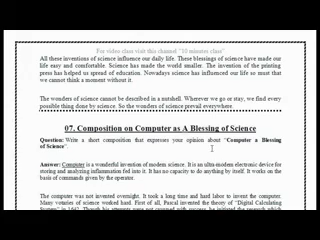 For video class visit this channel "10 minutes class"
All these inventions of science influence our daily life. These blessings of science have made our
life easy and comfortable. Science has made the world smaller. The invention of the printing
press has helped us spread of education. Nowadays science has influenced our life so must that
we cannot think a moment without it.
The wonders of science cannot be described in a nutshell. Wherever we go or stay, we find every
possible thing done by science. So the wonders of science prevail everywhere.
07. Composition on Computer as A Blessing of Science
Question: Write a short composition that expresses your opinion about "Computer a Blessing
of Science".
Answer: Computer is a wonderful invention of modern science. It is an ultra-modern electronic device for
storing and analyzing information fed into it. It has no capacity to do anything by itself. It works on the
basis of commands given by the operator.
The computer was not invented overnight. It took a long time and hard labor to invent the computer.
Many votaries of science worked hard. First of all, Pascal invented the theory of "Digital Calculating